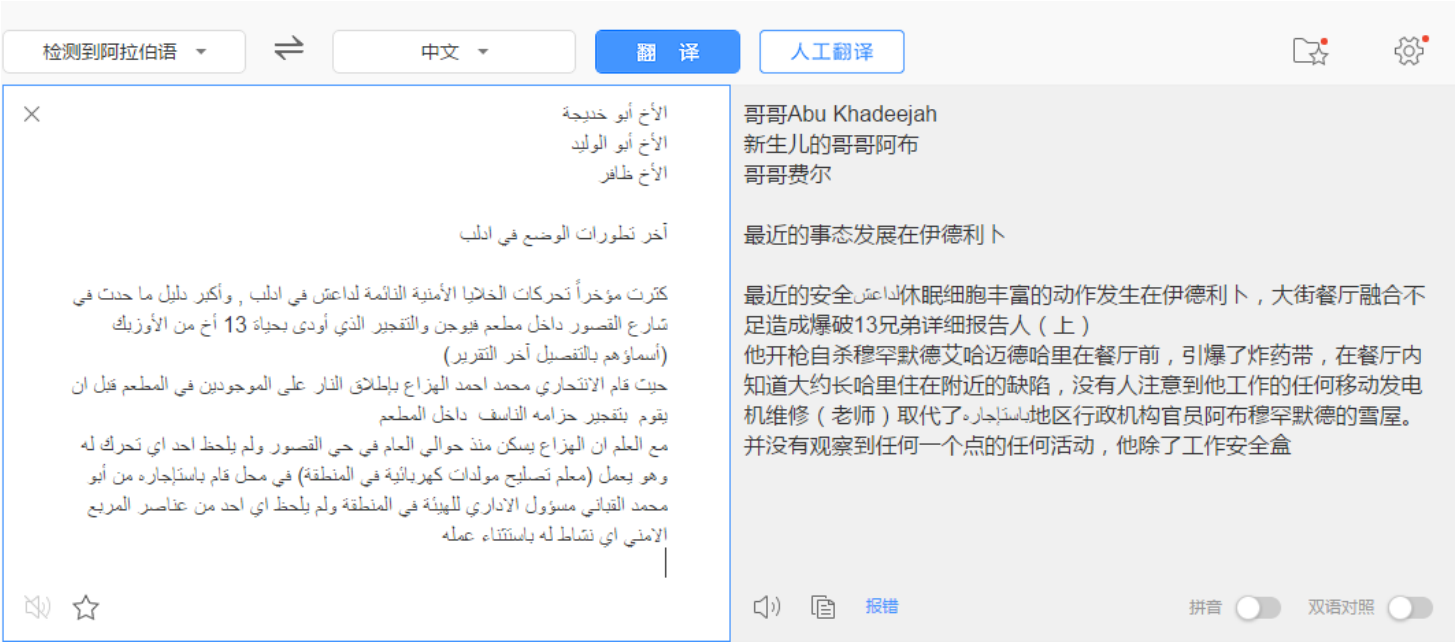 检测到阿拉伯语
中文
翻 译
人工翻译
الأخ أبو خديجة
الأخ أبو الوليد
الأخ ظافر
آخر تطورات الوضع في ادلب
كثرت مؤخراً تحركات الخلايا الأمنية النائمة لداعش في ادلب , وأكبر دليل ما حدث في
شارع القصور داخل مطعم فيوجن والتفجير الذي أودى بحياة 13 أخ من الأوزبك
(أسماؤهم بالتفصيل آخر التقرير)
حيث قام الانتحاري محمد احمد الهزاع بإطلاق النار على الموجودين في المطعم قبل ان
يقوم بتفجير حزامه الناسف داخل المطعم
مع العلم ان الهزاع يسكن منذ حوالي العام في حي القصور ولم يلحظ احد اي تحرك له
وهو يعمل (معلم تصليح مولدات كهربائية في المنطقة) في محل قام باستإجاره من أبو
محمد القباني مسؤول الاداري للهيئة في المنطقة ولم يلحظ اي احد من عناصر المربع
الامني اي نشاط له باستثناء عمله
哥哥Abu Khadeejah
新生儿的哥哥阿布
哥哥费尔
最近的事态发展在伊德利卜
最近的安全لداعش休眠细胞丰富的动作发生在伊德利卜，大街餐厅融合不
足造成爆破13兄弟详细报告人（上）
他开枪自杀穆罕默德艾哈迈德哈里在餐厅前，引爆了炸药带，在餐厅内
知道大约长哈里住在附近的缺陷，没有人注意到他工作的任何移动发电
机维修（老师）取代了باستإجاره地区行政机构官员阿布穆罕默德的雪屋。
并没有观察到任何一个点的任何活动，他除了工作安全盒
报错
拼音
双语对照